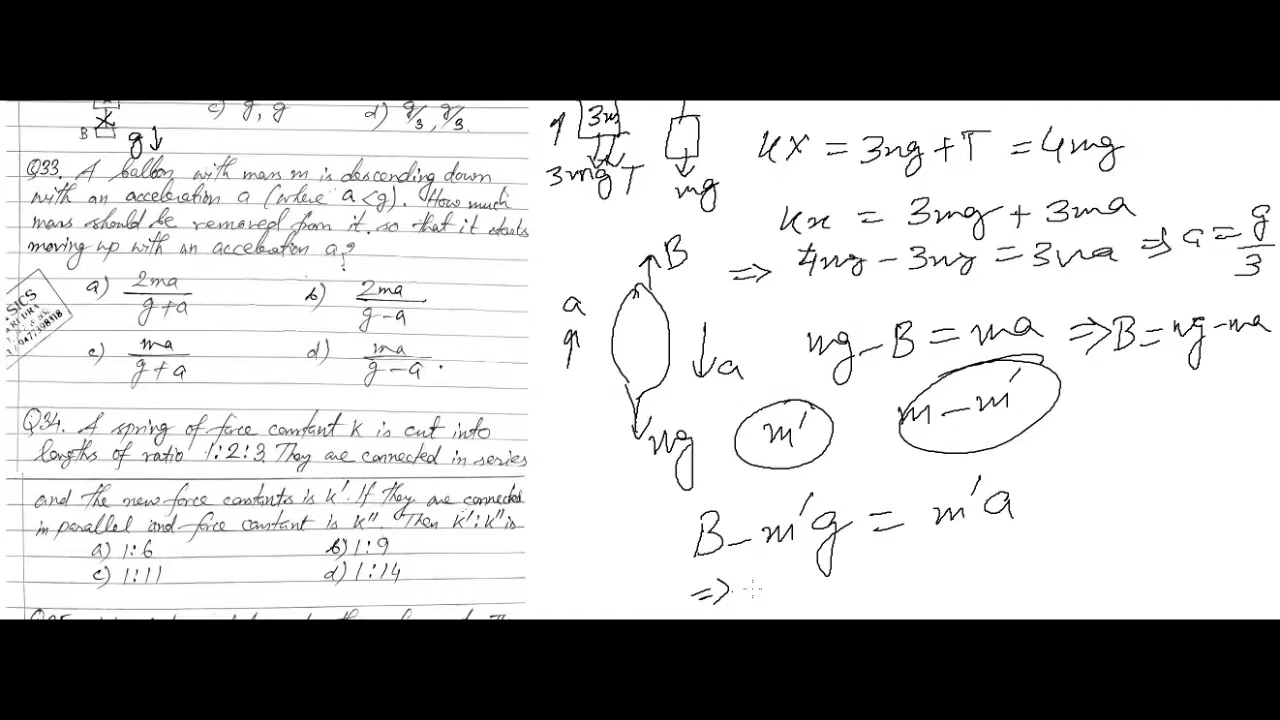 c) g, g d) g/3, g/3.
B g↓
Q33. A balloon with mass m is descending down
with an acceleration a (where a < g). How much
mass should be removed from it, so that it starts
moving up with an acceleration a?
a) 2ma/g+a b) 2ma/g-a
c) ma/g+a d) ma/g-a .
SICS
Q34. A spring of force constant k is cut into
lengths of ratio 1:2:3. They are connected in series
and the new force constants is k'. If they are connected
in parallel and force constant is k''. Then k':k'' is
a) 1:6 b) 1:9
c) 1:11 d) 1:14
3m
3mg T mg
kx = 3mg + T = 4mg
kx = 3mg + 3ma
=> 4mg - 3mg = 3ma => a = g/3
B
a
a
mg
mg - B = ma => B = mg - ma
m' m - m'
B - m'g = m'a
=>